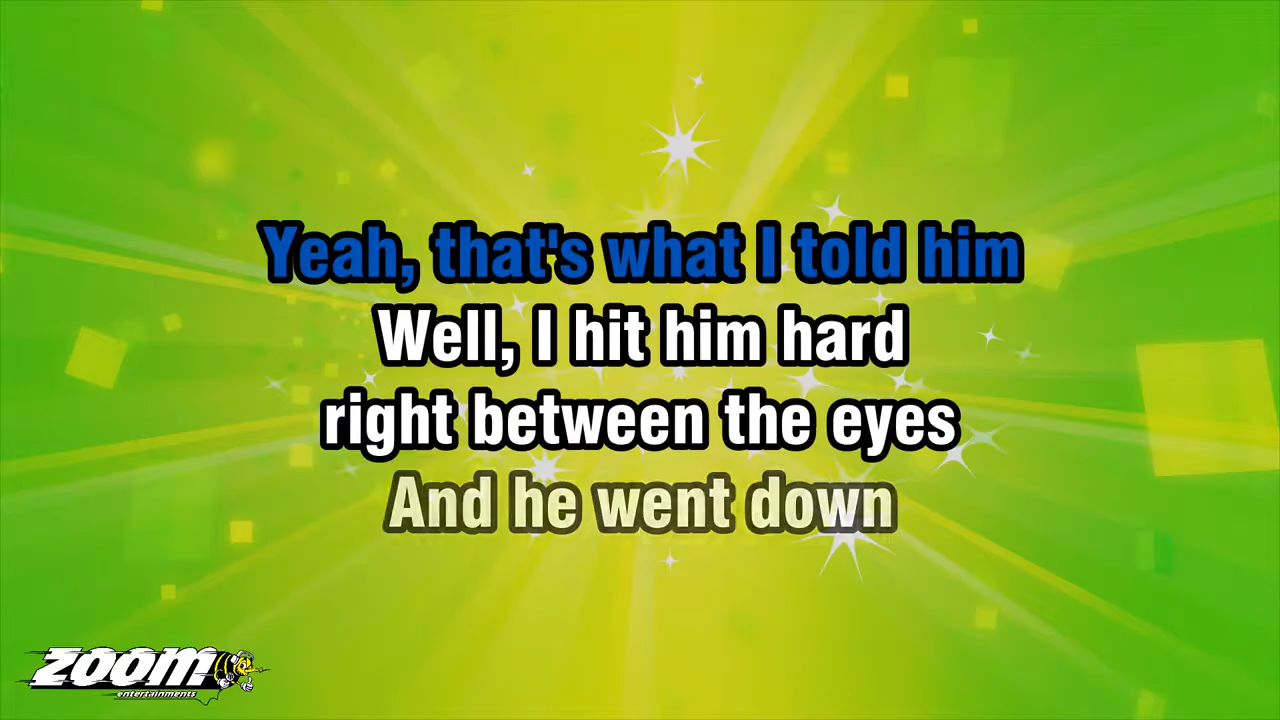 Yeah, that's what I told him
Well, I hit him hard
right between the eyes
And he went down
zoom
entertainments